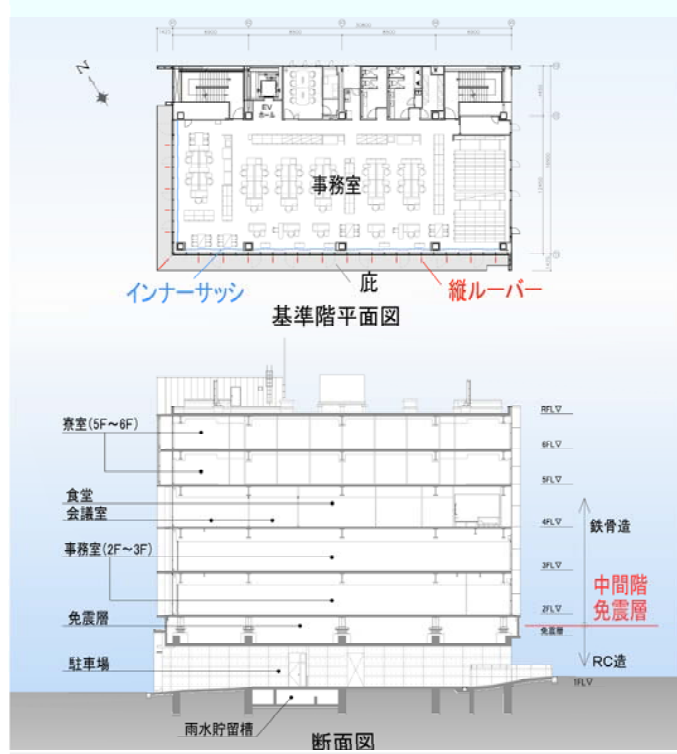 N
EV
ホール
事務室
インナーサッシ
庇
縦ルーバー
基準階平面図
寮室(5F~6F)
食堂
会議室
事務室(2F~3F)
免震層
駐車場
雨水貯留槽
断面図
RFL▽
6FL▽
5FL▽
4FL▽
3FL▽
2FL▽
免震層
1FL▽
鉄骨造
中間階
免震層
RC造